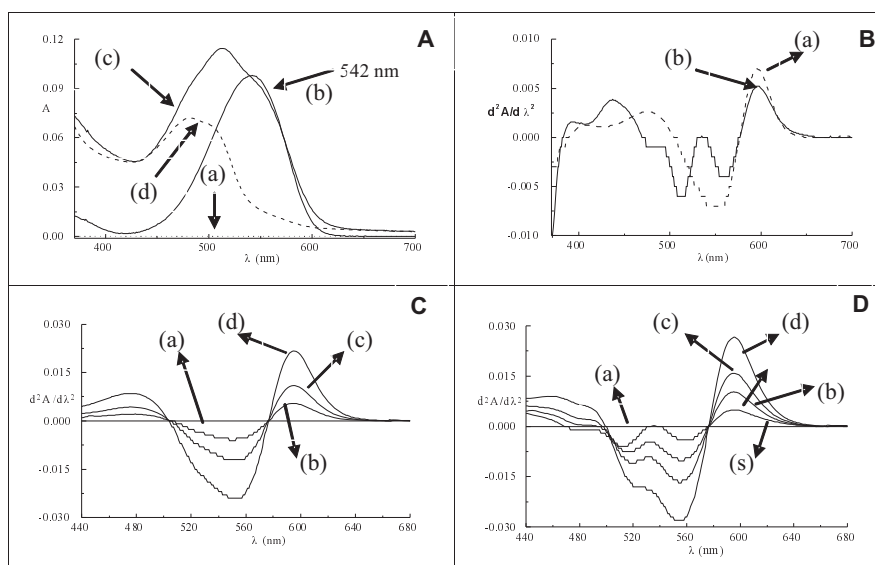 A
0.12
0.09
A
0.06
0.03
0.00
400
500
600
700
λ (nm)
(c)
542 nm
(b)
(d)
(a)
B
0.010
0.005
d²A/d λ²
0.000
-0.005
-0.010
400
500
600
700
λ(nm)
(b)
(a)
C
0.030
0.015
d²A/dλ²
0.000
-0.015
-0.030
440
520
560
600
640
680
λ (nm)
(a)
(d)
(c)
(b)
D
0.030
0.015
d²A/dλ²
0.000
-0.015
-0.030
440
480
520
560
600
640
680
λ (nm)
(a)
(c)
(d)
(b)
(s)